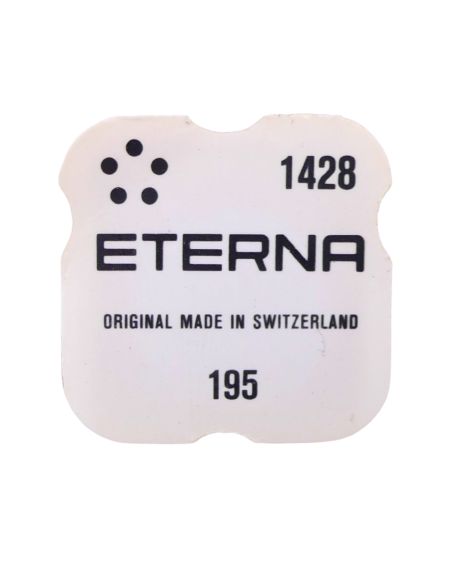 1428
ETERNA
ORIGINAL MADE IN SWITZERLAND
195